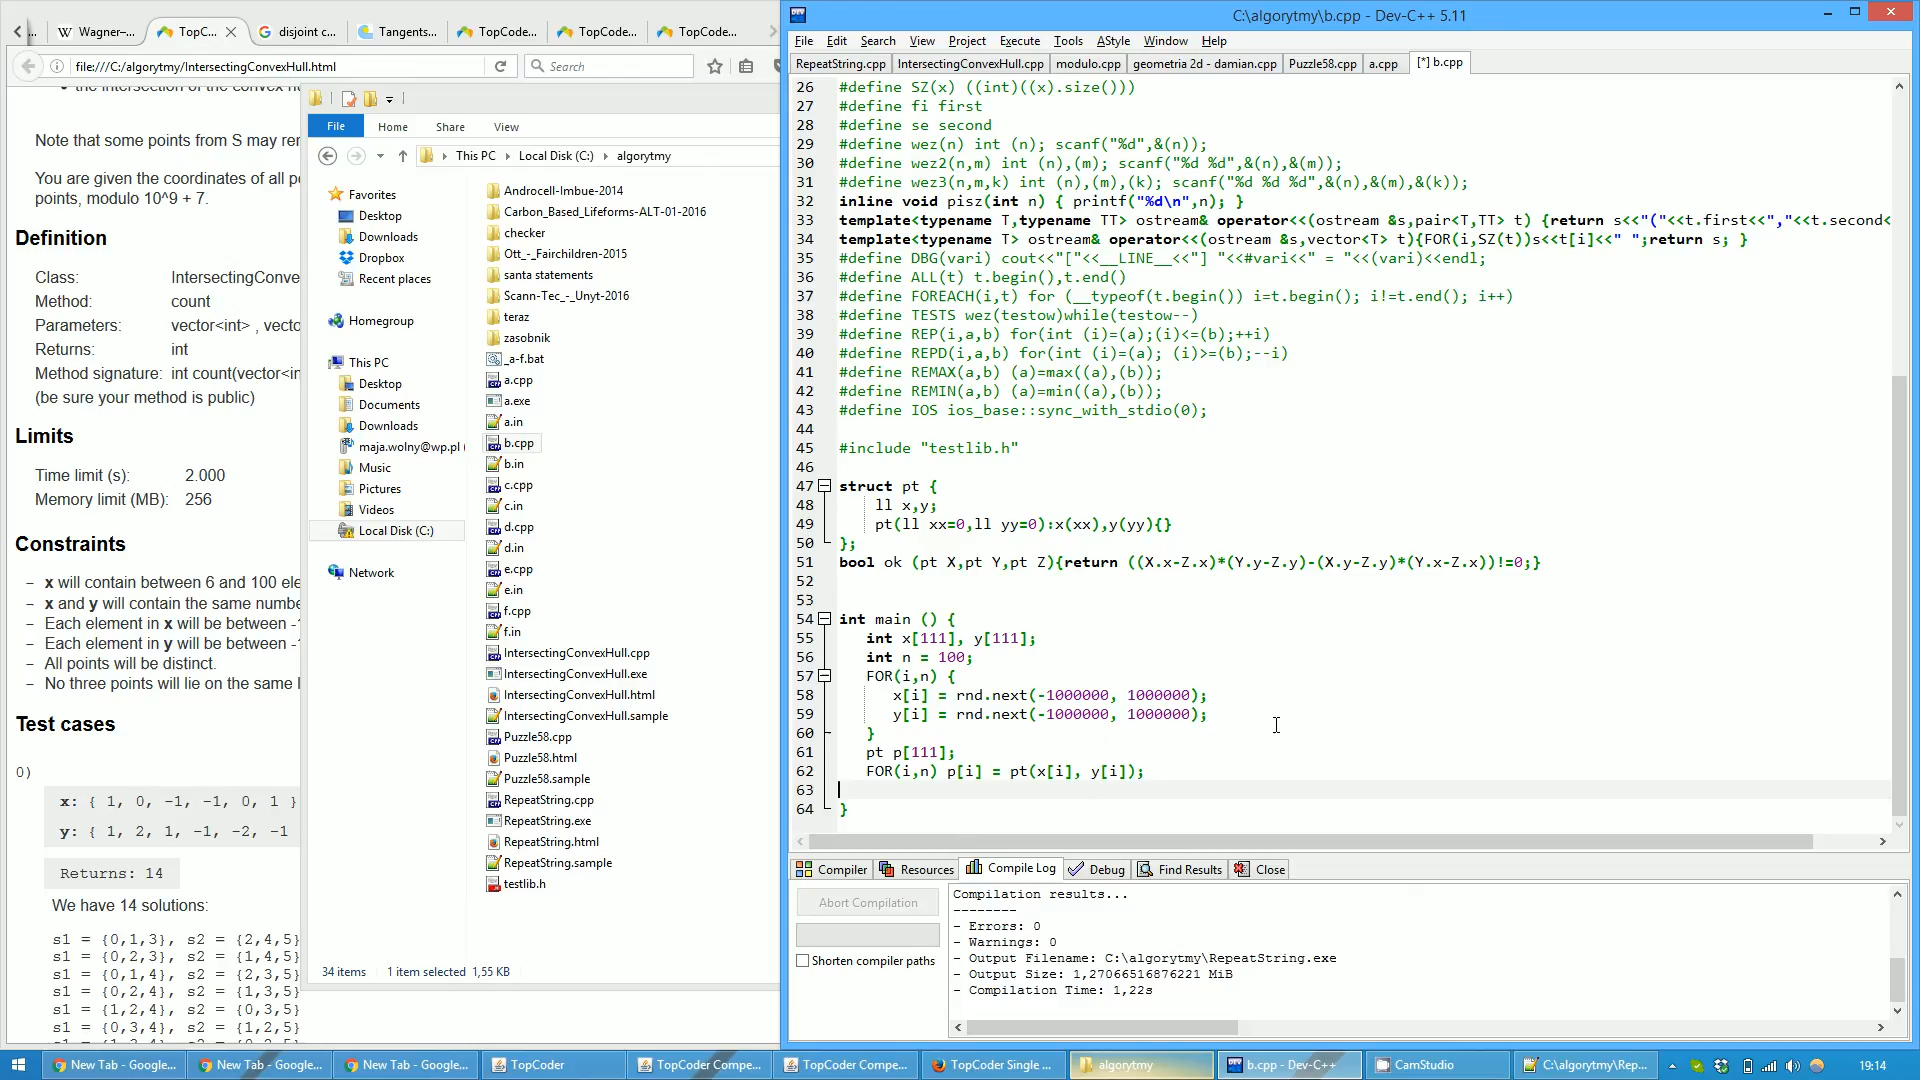 Wagner–...
TopC...
disjoint c...
Tangents...
TopCode...
TopCode...
TopCode...
file:///C:/algorytmy/IntersectingConvexHull.html
Search
Note that some points from S may
You are given the coordinates of all
points, modulo 10^9 + 7.
Definition
Class: IntersectingConve
Method: count
Parameters: vector<int> , vecto
Returns: int
Method signature: int count(vector<in
(be sure your method is public)
Limits
Time limit (s): 2.000
Memory limit (MB): 256
Constraints
– x will contain between 6 and 100 ele
– x and y will contain the same numbe
– Each element in x will be between -
– Each element in y will be between -
– All points will be distinct.
– No three points will lie on the same
Test cases
0)
x: { 1, 0, -1, -1, 0, 1 }
y: { 1, 2, 1, -1, -2, -1
Returns: 14
We have 14 solutions:
s1 = {0,1,3}, s2 = {2,4,5}
s1 = {0,2,3}, s2 = {1,4,5}
s1 = {0,1,4}, s2 = {2,3,5}
s1 = {0,2,4}, s2 = {1,3,5}
s1 = {1,2,4}, s2 = {0,3,5}
s1 = {0,3,4}, s2 = {1,2,5}
File Home Share View
This PC Local Disk (C:) algorytmy
Favorites
Desktop
Downloads
Dropbox
Recent places
Homegroup
This PC
Desktop
Documents
Downloads
maja.wolny@wp.pl (
Music
Pictures
Videos
Local Disk (C:)
Network
Androcell-Imbue-2014
Carbon_Based_Lifeforms-ALT-01-2016
checker
Ott_-_Fairchildren-2015
santa statements
Scann-Tec_-_Unyt-2016
teraz
zasobnik
_a-f.bat
a.cpp
a.exe
a.in
b.cpp
b.in
c.cpp
c.in
d.cpp
d.in
e.cpp
e.in
f.cpp
f.in
IntersectingConvexHull.cpp
IntersectingConvexHull.exe
IntersectingConvexHull.html
IntersectingConvexHull.sample
Puzzle58.cpp
Puzzle58.html
Puzzle58.sample
RepeatString.cpp
RepeatString.exe
RepeatString.html
RepeatString.sample
testlib.h
34 items 1 item selected 1,55 KB
C:\algorytmy\b.cpp - Dev-C++ 5.11
File Edit Search View Project Execute Tools AStyle Window Help
RepeatString.cpp IntersectingConvexHull.cpp modulo.cpp geometria 2d - damian.cpp Puzzle58.cpp a.cpp [*] b.cpp
26 #define SZ(x) ((int)((x).size()))
27 #define fi first
28 #define se second
29 #define wez(n) int (n); scanf("%d",&(n));
30 #define wez2(n,m) int (n),(m); scanf("%d %d",&(n),&(m));
31 #define wez3(n,m,k) int (n),(m),(k); scanf("%d %d %d",&(n),&(m),&(k));
32 inline void pisz(int n) { printf("%d\n",n); }
33 template<typename T,typename TT> ostream& operator<<(ostream &s,pair<T,TT> t) {return s<<"("<<t.first<<","<<t.second<
34 template<typename T> ostream& operator<<(ostream &s,vector<T> t){FOR(i,SZ(t))s<<t[i]<<" ";return s; }
35 #define DBG(vari) cout<<"["<<__LINE__<<"] "<<#vari<<" = "<<(vari)<<endl;
36 #define ALL(t) t.begin(),t.end()
37 #define FOREACH(i,t) for (__typeof(t.begin()) i=t.begin(); i!=t.end(); i++)
38 #define TESTS wez(testow)while(testow--)
39 #define REP(i,a,b) for(int (i)=(a);(i)<=(b);++i)
40 #define REPD(i,a,b) for(int (i)=(a); (i)>=(b);--i)
41 #define REMAX(a,b) (a)=max((a),(b));
42 #define REMIN(a,b) (a)=min((a),(b));
43 #define IOS ios_base::sync_with_stdio(0);
44
45 #include "testlib.h"
46
47 struct pt {
48 ll x,y;
49 pt(ll xx=0,ll yy=0):x(xx),y(yy){}
50 };
51 bool ok (pt X,pt Y,pt Z){return ((X.x-Z.x)*(Y.y-Z.y)-(X.y-Z.y)*(Y.x-Z.x))!=0;}
52
53
54 int main () {
55 int x[111], y[111];
56 int n = 100;
57 FOR(i,n) {
58 x[i] = rnd.next(-1000000, 1000000);
59 y[i] = rnd.next(-1000000, 1000000);
60 }
61 pt p[111];
62 FOR(i,n) p[i] = pt(x[i], y[i]);
63
64 }
Compiler Resources Compile Log Debug Find Results Close
Abort Compilation
Shorten compiler paths
Compilation results...
--------
- Errors: 0
- Warnings: 0
- Output Filename: C:\algorytmy\RepeatString.exe
- Output Size: 1,27066516876221 MiB
- Compilation Time: 1,22s
New Tab - Google...
New Tab - Google...
New Tab - Google...
TopCoder
TopCoder Compe...
TopCoder Compe...
TopCoder Single ...
algorytmy
b.cpp - Dev-C++ ...
CamStudio
C:\algorytmy\Rep...
19:14